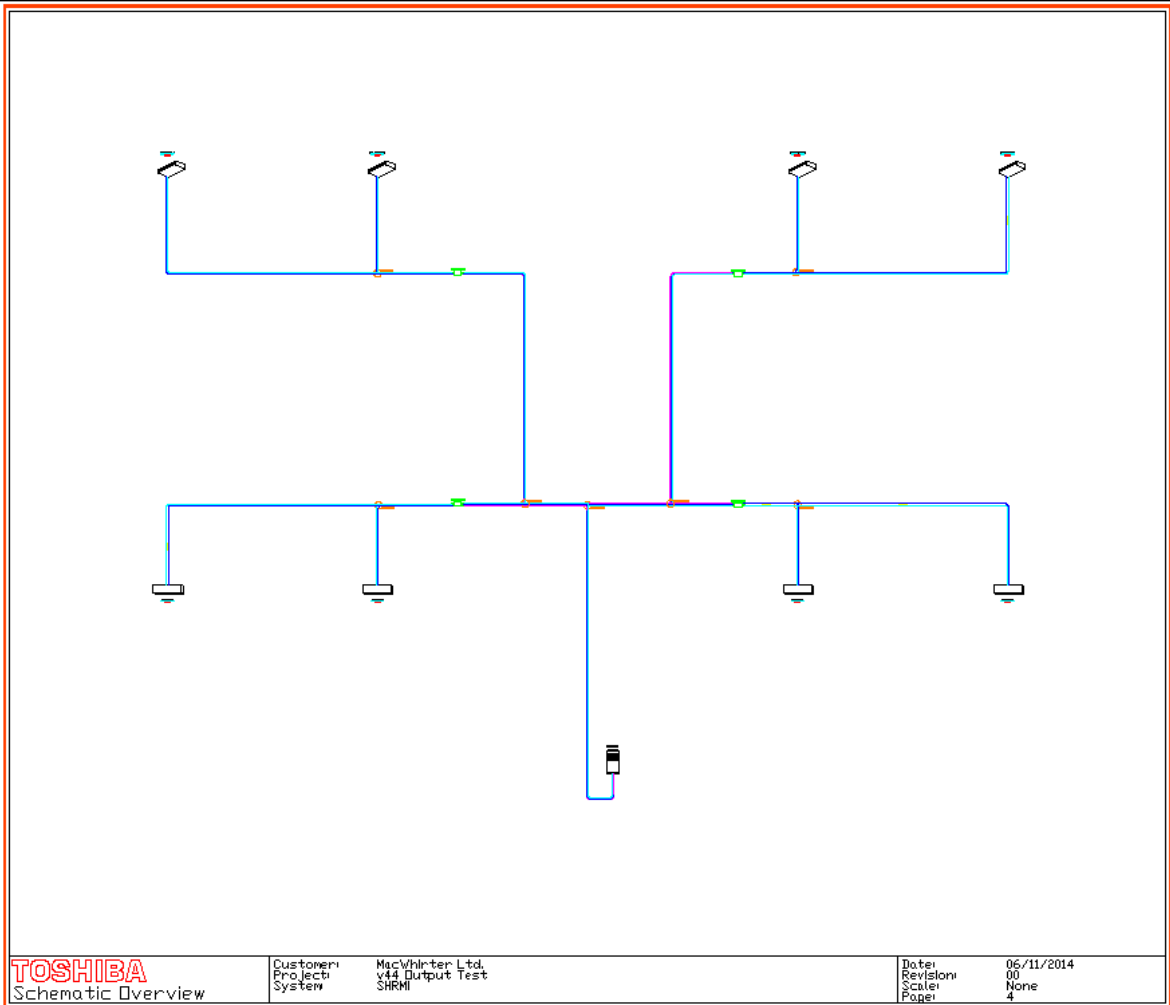 TOSHIBA
Schematic Overview
Customer: MacWhirter Ltd.
Project: v44 Output Test
System SHRMI
Date: 06/11/2014
Revision: 00
Scale: None
Page: 4